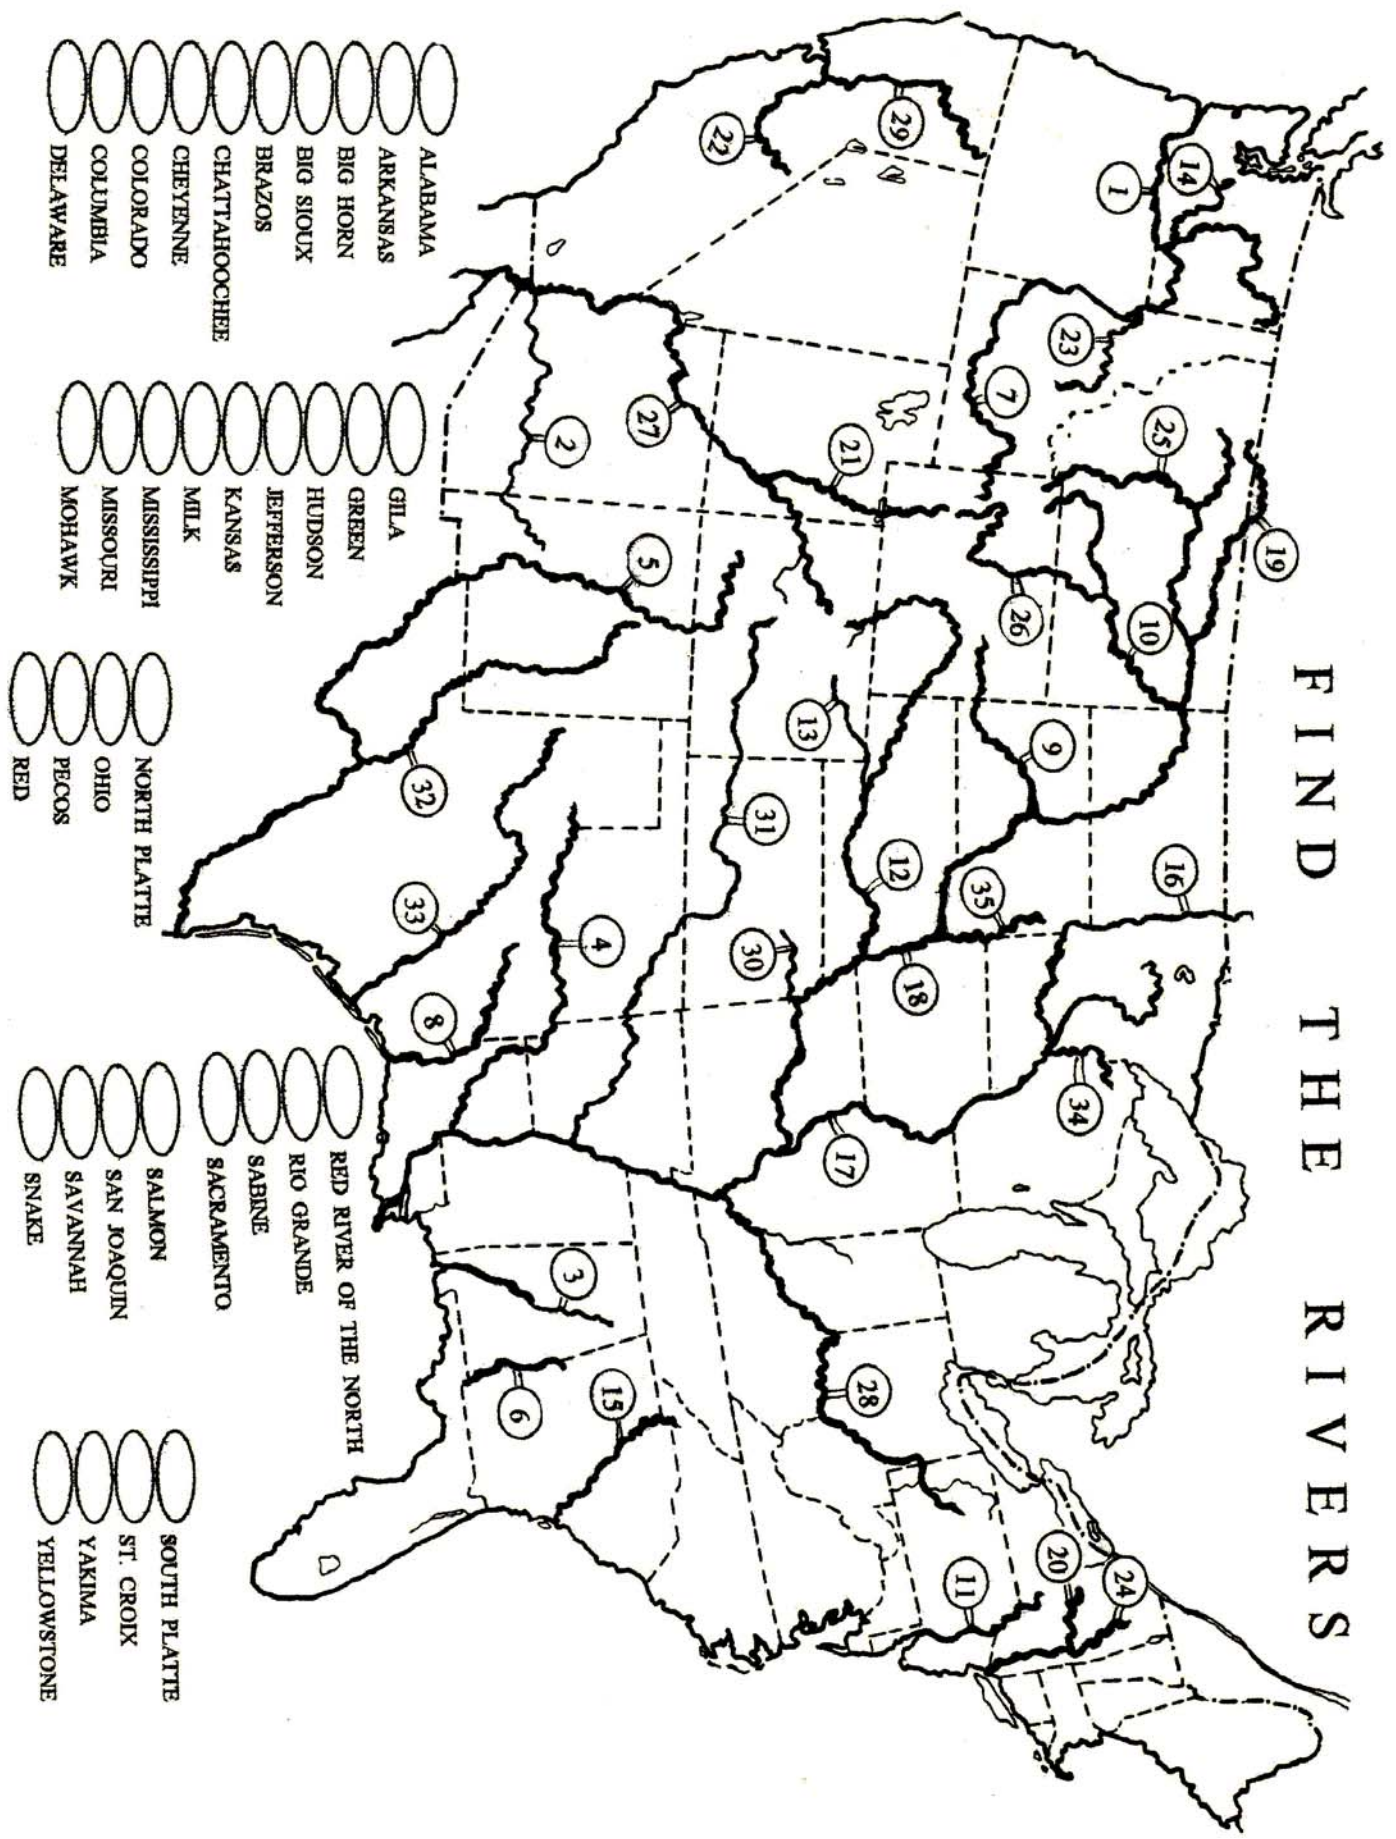 FIND THE RIVERS
1
2
3
4
5
6
7
8
9
10
11
12
13
14
15
16
17
18
19
20
21
22
23
24
25
26
27
28
29
30
31
32
33
34
35
ALABAMA
ARKANSAS
BIG HORN
BIG SIOUX
BRAZOS
CHATTAHOOCHEE
CHEYENNE
COLORADO
COLUMBIA
DELAWARE
GILA
GREEN
HUDSON
JEFFERSON
KANSAS
MILK
MISSISSIPPI
MISSOURI
MOHAWK
NORTH PLATTE
OHIO
PECOS
RED
RED RIVER OF THE NORTH
RIO GRANDE
SABINE
SACRAMENTO
SALMON
SAN JOAQUIN
SAVANNAH
SNAKE
SOUTH PLATTE
ST. CROIX
YAKIMA
YELLOWSTONE